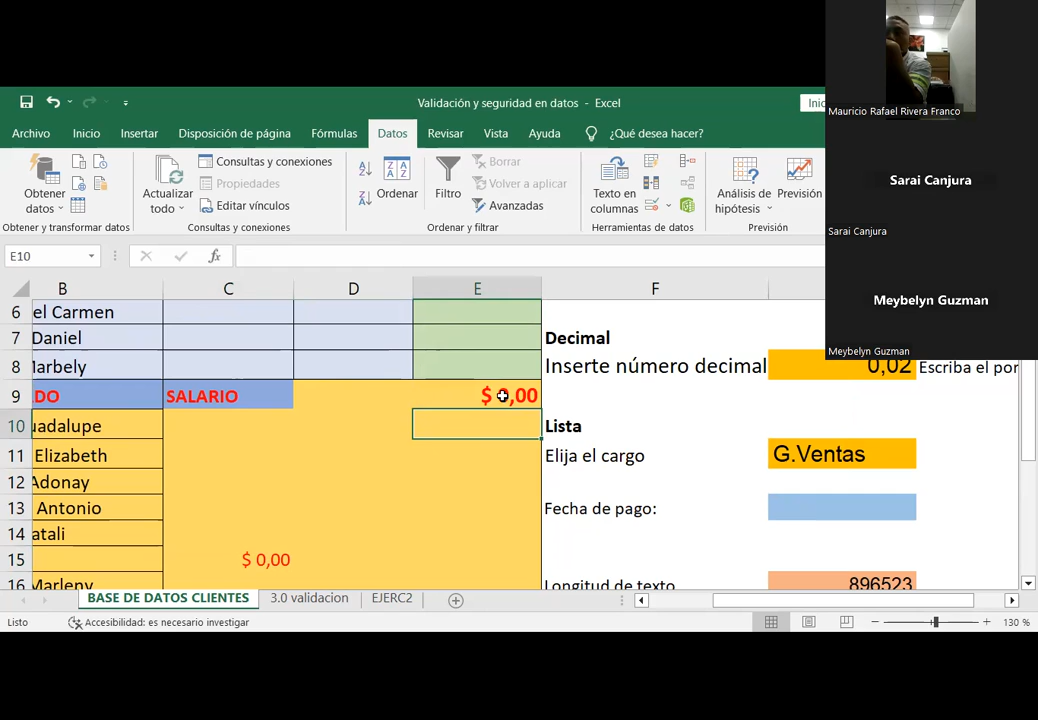 Validación y seguridad en datos - Excel
Inic
Archivo Inicio Insertar Disposición de página Fórmulas Datos Revisar Vista Ayuda ¿Qué desea hacer?
Obtener datos
Obtener y transformar datos
Actualizar todo
Consultas y conexiones
Propiedades
Editar vínculos
Consultas y conexiones
Ordenar
Filtro
Borrar
Volver a aplicar
Avanzadas
Ordenar y filtrar
Texto en columnas
Herramientas de datos
Análisis de hipótesis
Previsión
Previsión
Mauricio Rafael Rivera Franco
Sarai Canjura
Sarai Canjura
Meybelyn Guzman
Meybelyn Guzman
E10 fx
B C D E F
6 el Carmen
7 Daniel Decimal
8 Marbely Inserte número decimal 0,02 Escriba el por
9 DO SALARIO $ 0,00
10 uadalupe Lista
11 Elizabeth Elija el cargo G.Ventas
12 Adonay
13 Antonio Fecha de pago:
14 atali
15 $ 0,00
16 Marleny Longitud de texto 896523
BASE DE DATOS CLIENTES 3.0 validacion EJERC2
Listo Accesibilidad: es necesario investigar 130 %